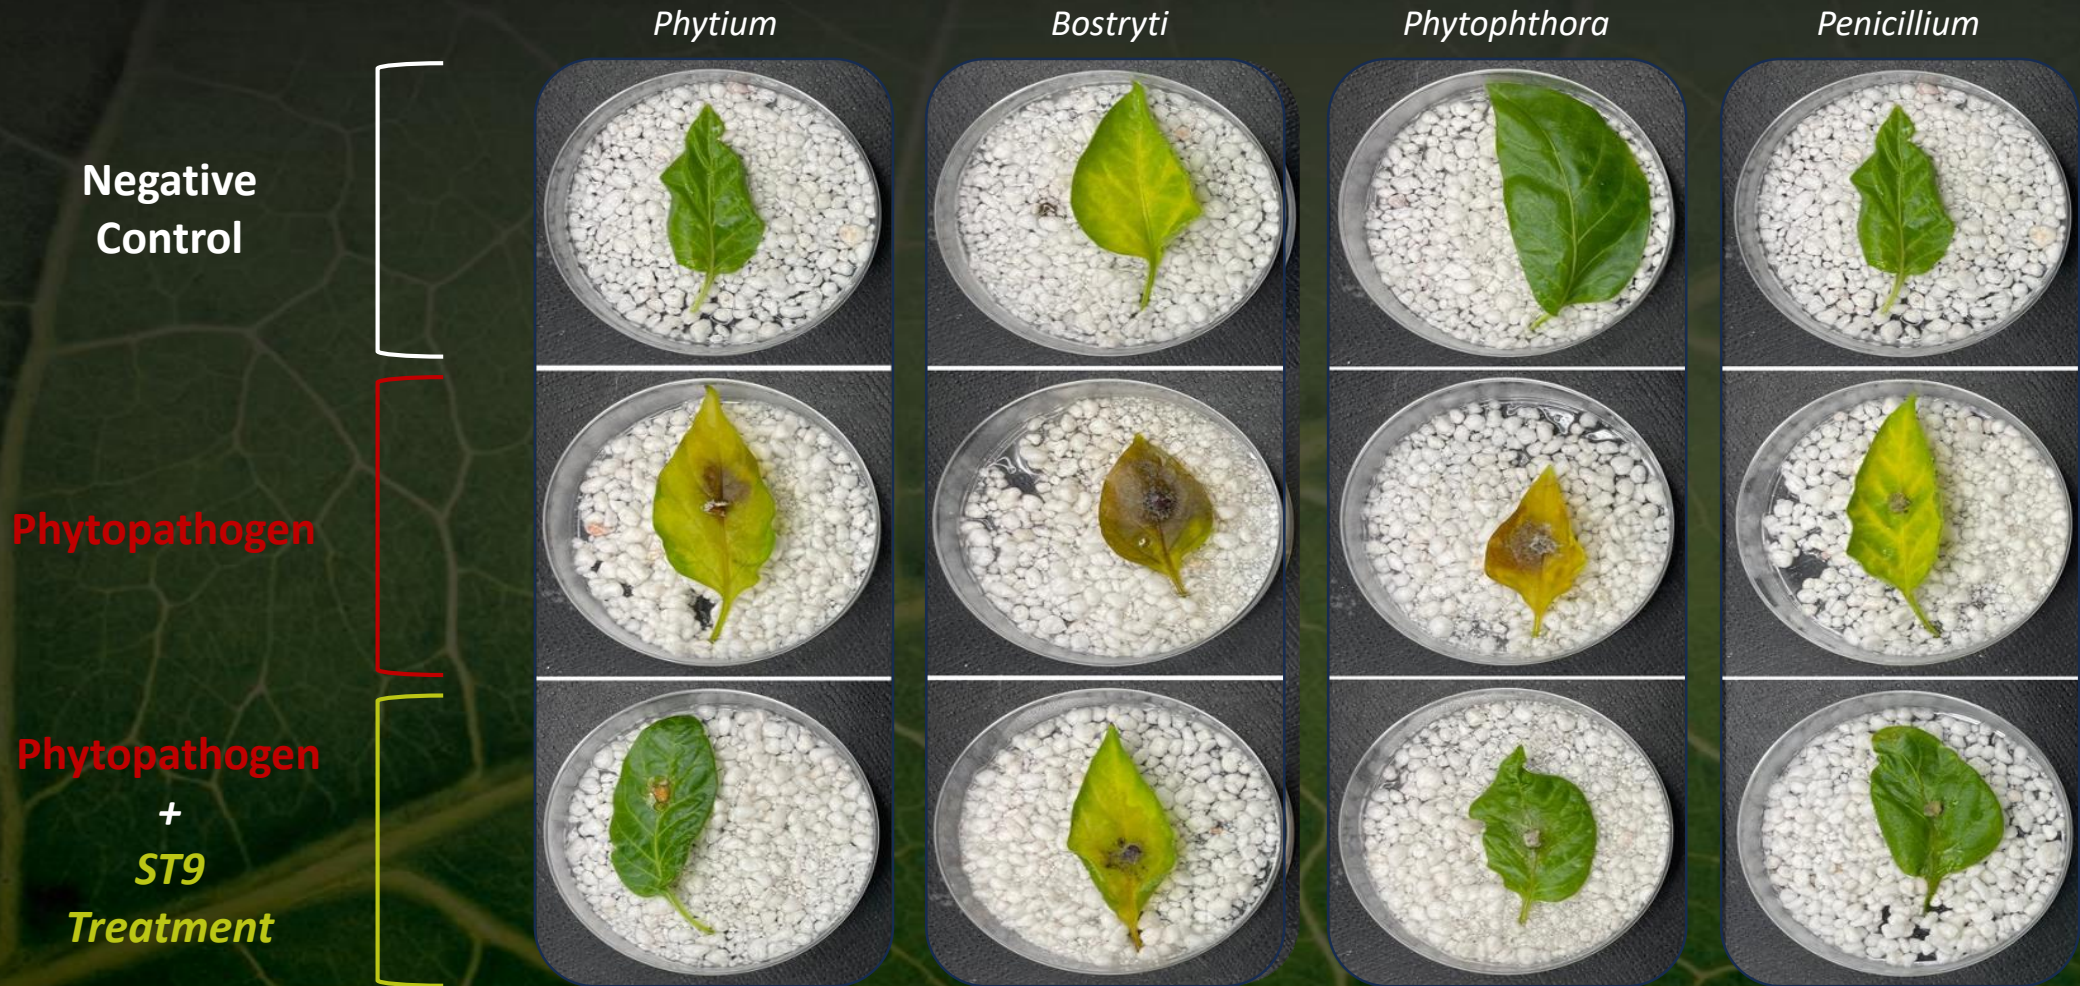 Phytium
Bostryti
Phytophthora
Penicillium
Negative
Control
Phytopathogen
Phytopathogen
+
ST9
Treatment